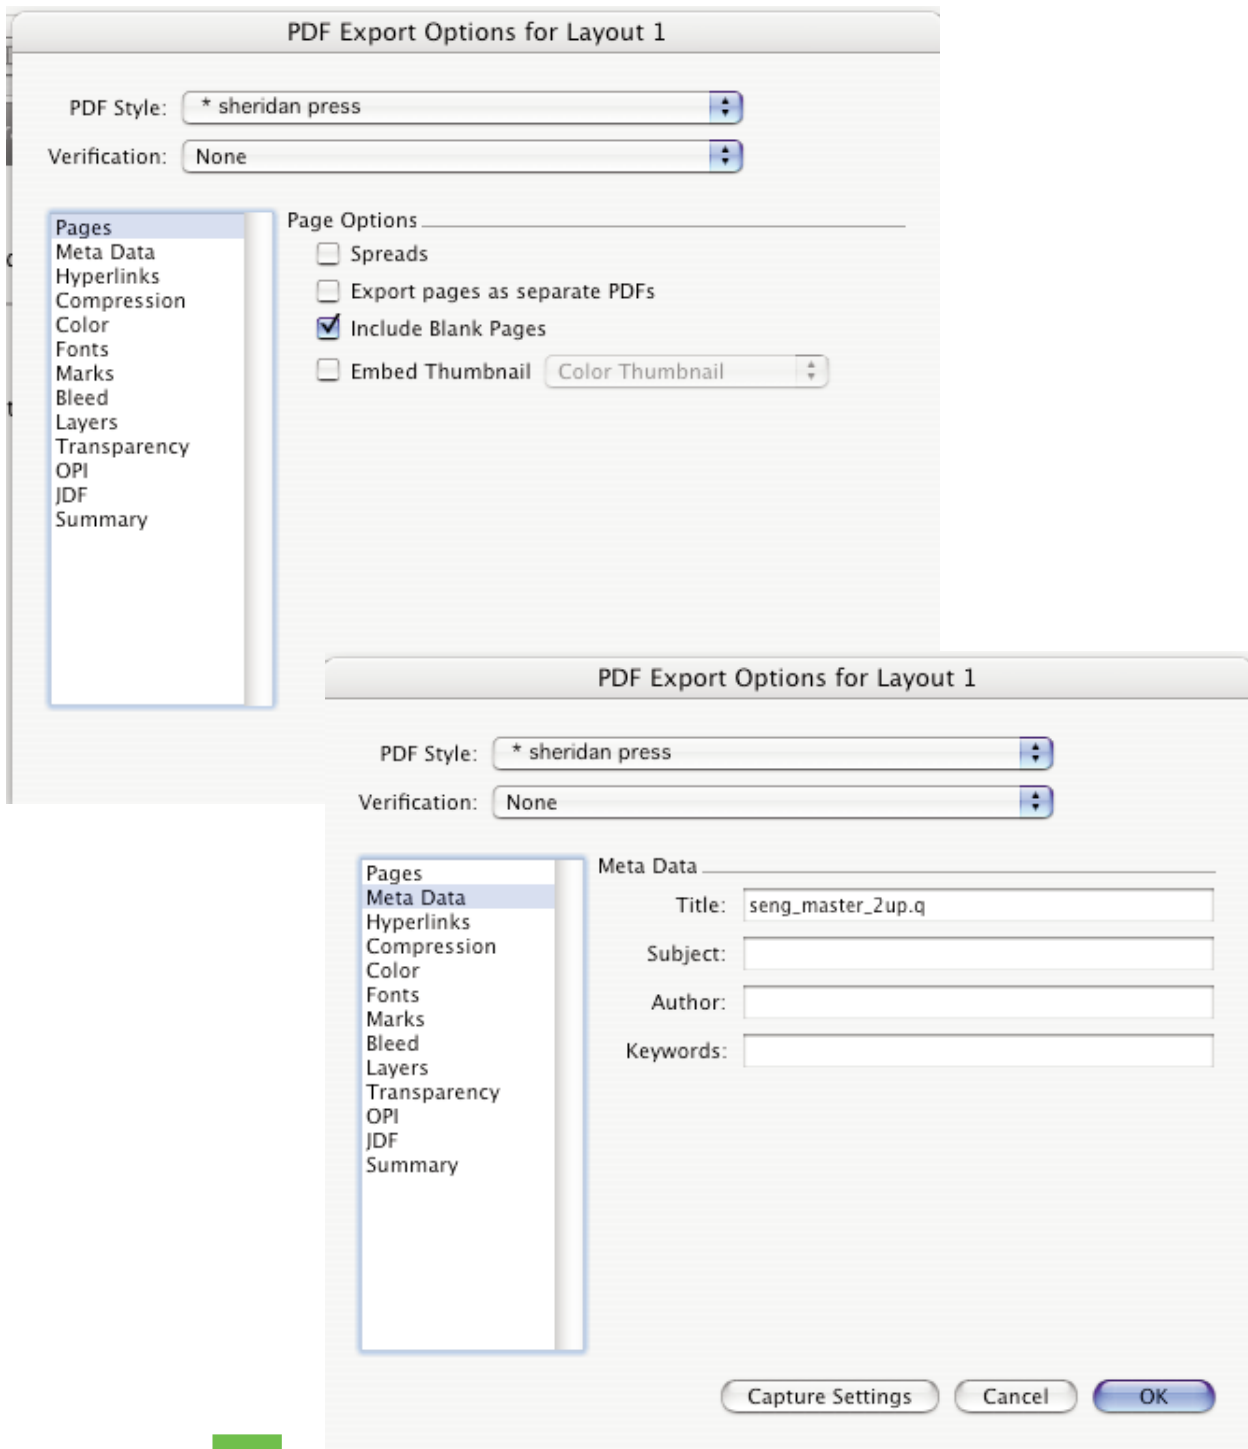 PDF Export Options for Layout 1
PDF Style: * sheridan press
Verification: None
Pages
Meta Data
Hyperlinks
Compression
Color
Fonts
Marks
Bleed
Layers
Transparency
OPI
JDF
Summary
Page Options
Spreads
Export pages as separate PDFs
Include Blank Pages
Embed Thumbnail Color Thumbnail
PDF Export Options for Layout 1
PDF Style: * sheridan press
Verification: None
Pages
Meta Data
Hyperlinks
Compression
Color
Fonts
Marks
Bleed
Layers
Transparency
OPI
JDF
Summary
Meta Data
Title: seng_master_2up.q
Subject:
Author:
Keywords:
Capture Settings Cancel OK